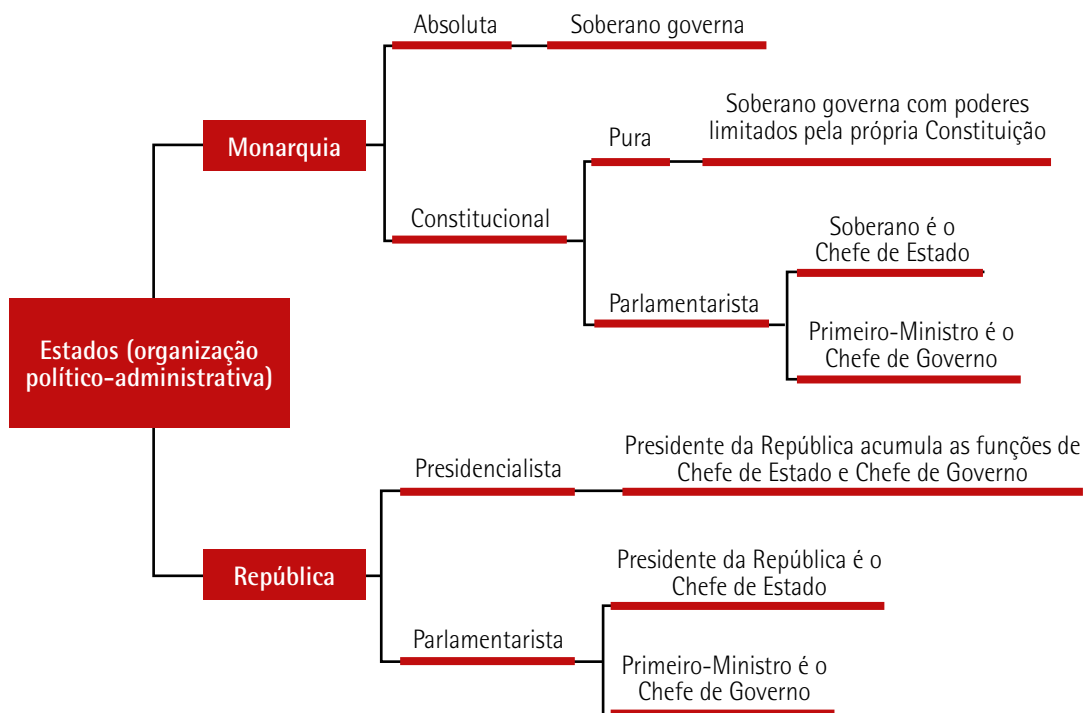 Absoluta
Soberano governa
Soberano governa com poderes
limitados pela própria Constituição
Monarquia
Pura
Constitucional
Soberano é o
Chefe de Estado
Parlamentarista
Primeiro-Ministro é o
Chefe de Governo
Estados (organização
político-administrativa)
Presidencialista
Presidente da República acumula as funções de
Chefe de Estado e Chefe de Governo
República
Presidente da República é o
Chefe de Estado
Parlamentarista
Primeiro-Ministro é o
Chefe de Governo